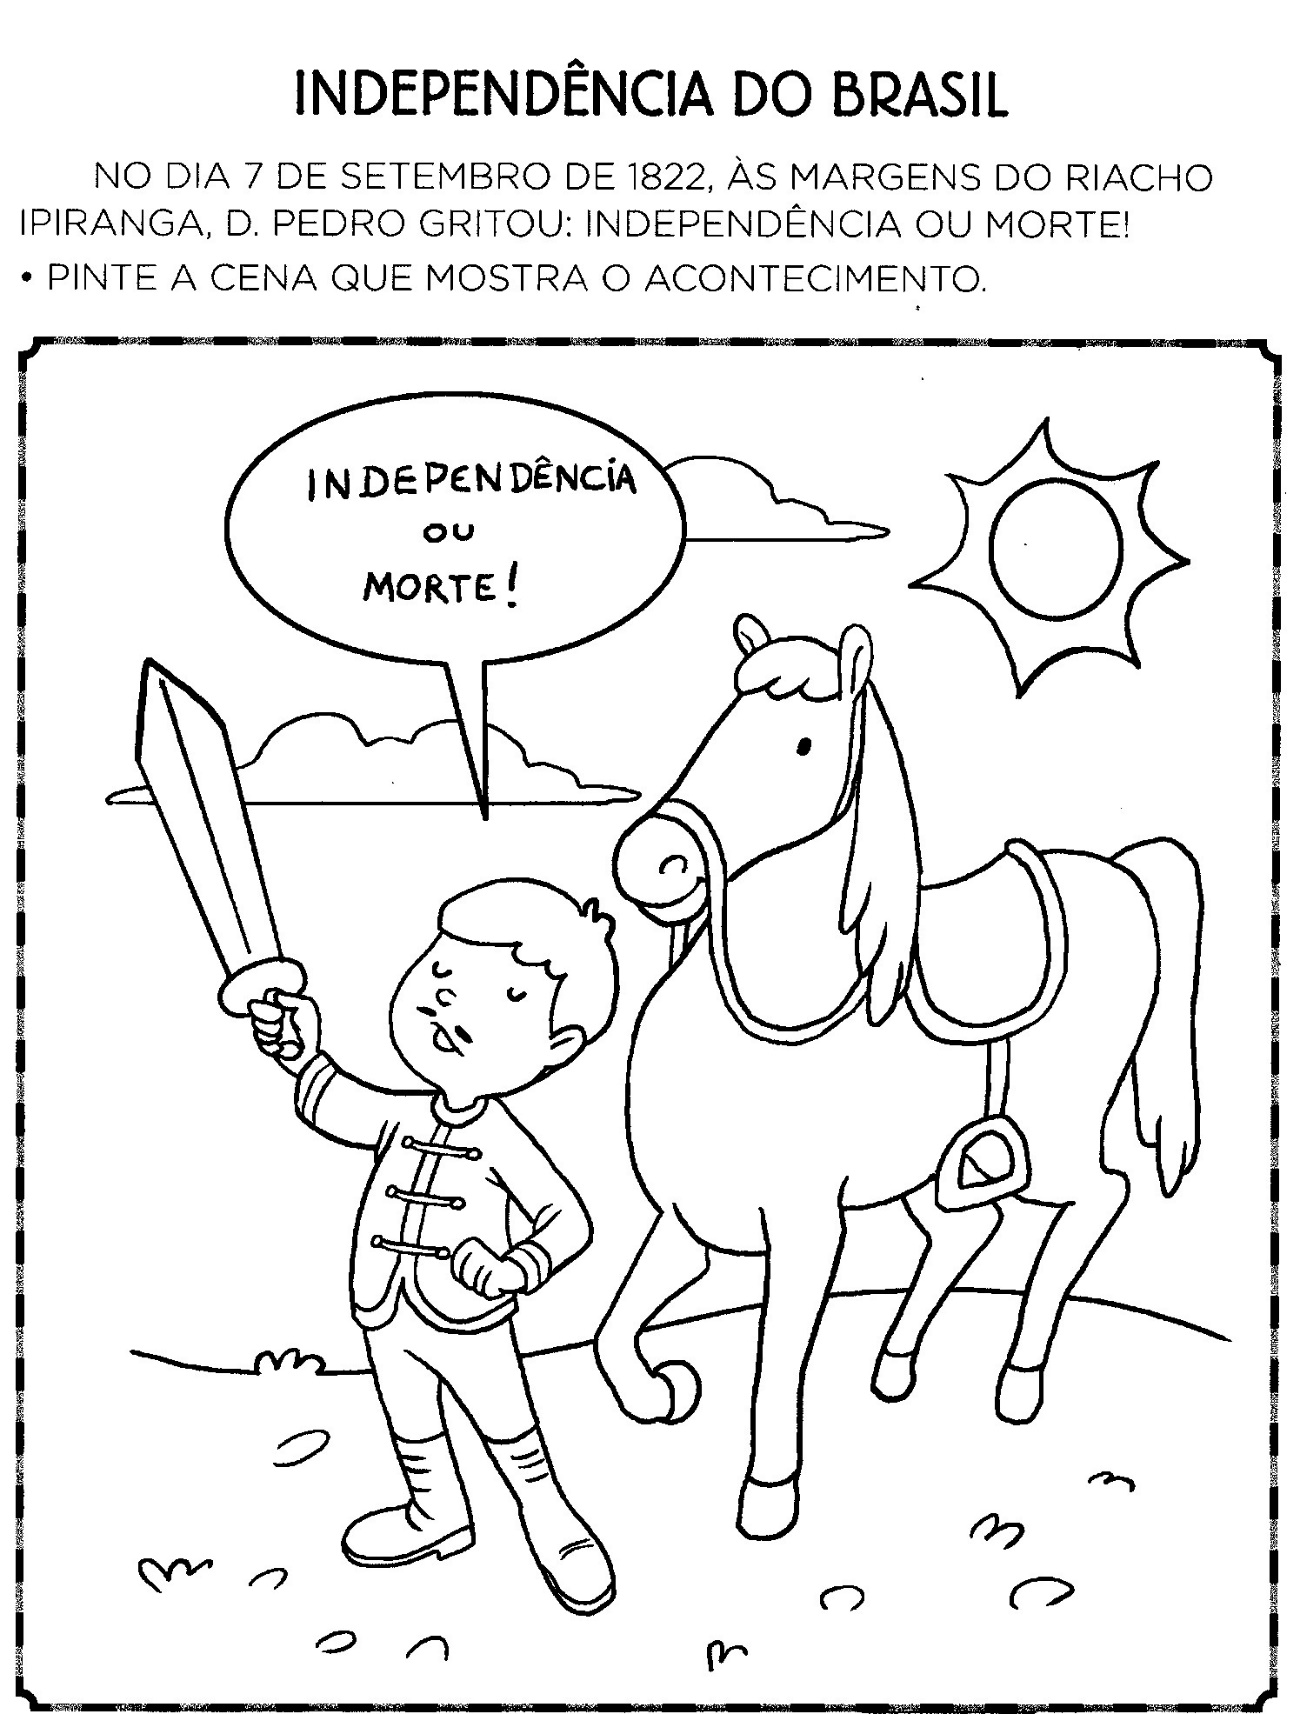 INDEPENDÊNCIA DO BRASIL
NO DIA 7 DE SETEMBRO DE 1822, ÀS MARGENS DO RIACHO
IPIRANGA, D. PEDRO GRITOU: INDEPENDÊNCIA OU MORTE!
• PINTE A CENA QUE MOSTRA O ACONTECIMENTO.
INDEPENDÊNCIA
OU
MORTE!